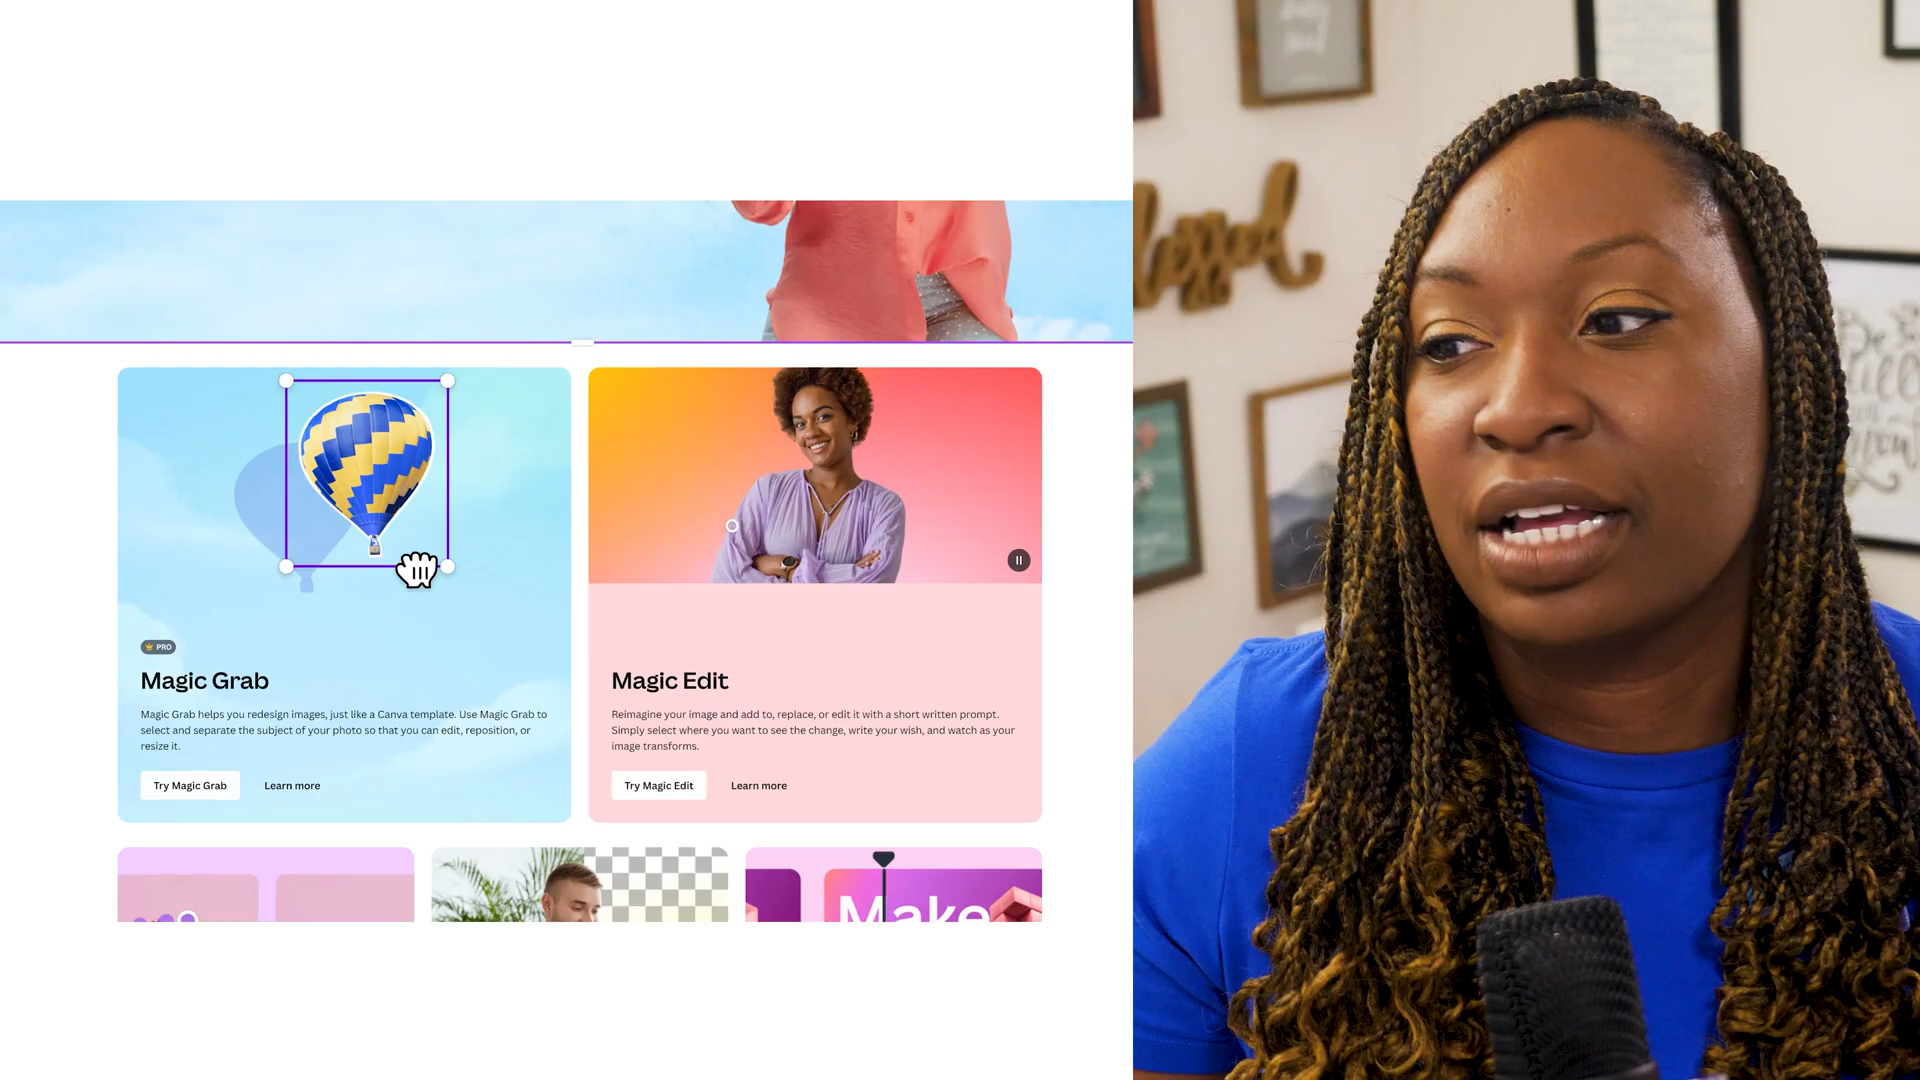 PRO
Magic Grab
Magic Grab helps you redesign images, just like a Canva template. Use Magic Grab to
select and separate the subject of your photo so that you can edit, reposition, or
resize it.
Try Magic Grab
Learn more
Magic Edit
Reimagine your image and add to, replace, or edit it with a short written prompt.
Simply select where you want to see the change, write your wish, and watch as your
image transforms.
Try Magic Edit
Learn more
Make